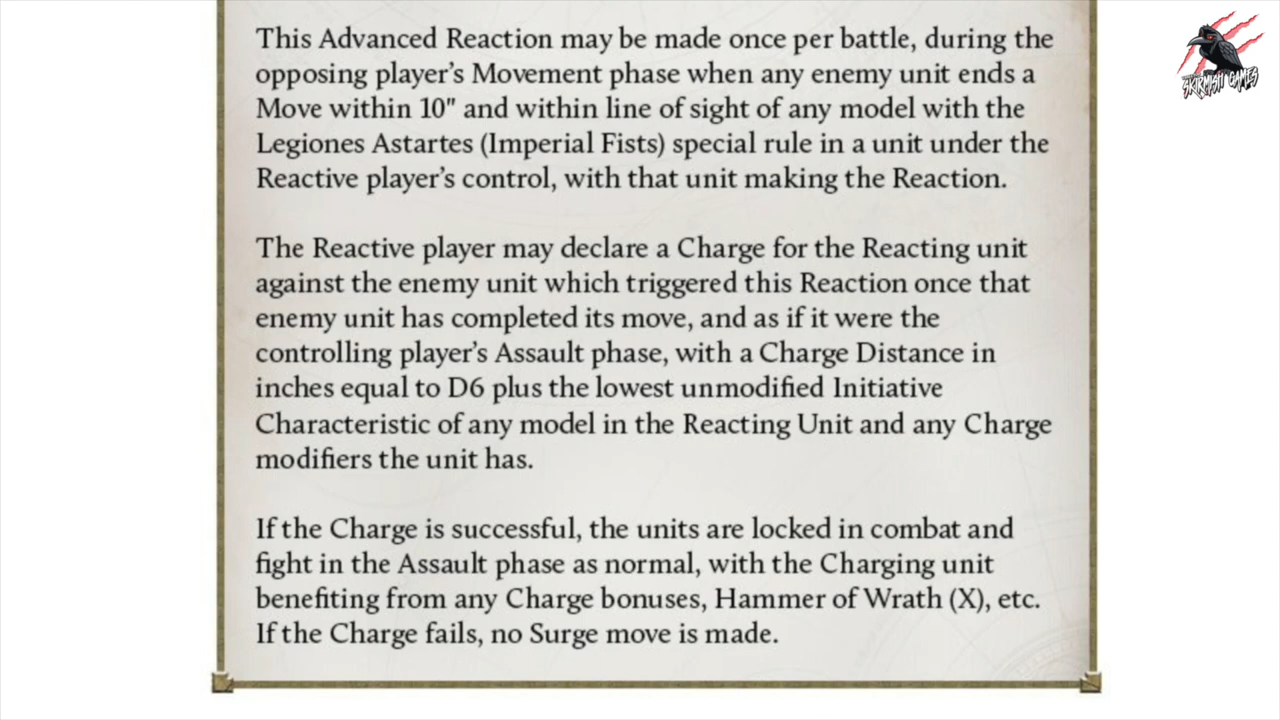 This Advanced Reaction may be made once per battle, during the
opposing player's Movement phase when any enemy unit ends a
Move within 10" and within line of sight of any model with the
Legiones Astartes (Imperial Fists) special rule in a unit under the
Reactive player's control, with that unit making the Reaction.
The Reactive player may declare a Charge for the Reacting unit
against the enemy unit which triggered this Reaction once that
enemy unit has completed its move, and as if it were the
controlling player's Assault phase, with a Charge Distance in
inches equal to D6 plus the lowest unmodified Initiative
Characteristic of any model in the Reacting Unit and any Charge
modifiers the unit has.
If the Charge is successful, the units are locked in combat and
fight in the Assault phase as normal, with the Charging unit
benefiting from any Charge bonuses, Hammer of Wrath (X), etc.
If the Charge fails, no Surge move is made.
SKIRMISH GAMES